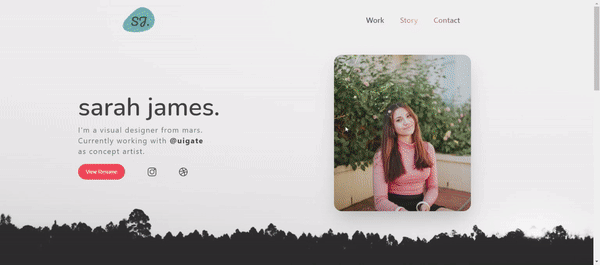 SJ.
Work
Story
Contact
sarah james.
I'm a visual designer from mars.
Currently working with @uigate
as concept artist.
View Resume